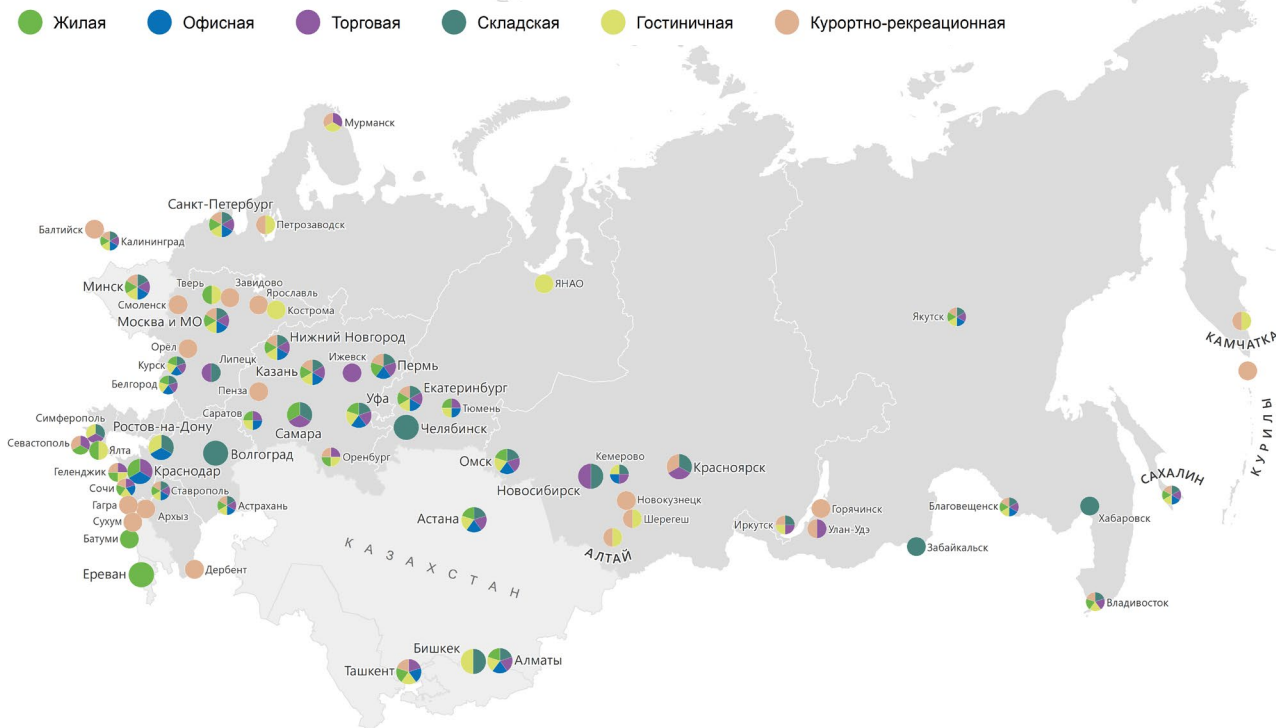 Жилая
Офисная
Торговая
Складская
Гостиничная
Курортно-рекреационная
Мурманск
Санкт-Петербург
Петрозаводск
Балтийск
Калининград
Минск
Тверь
Завидово
ЯНАО
Смоленск
Ярославль
Кострома
Москва и МО
Якутск
КАМЧАТКА
Орёл
Нижний Новгород
Курск
Липецк
Казань
Ижевск
Пермь
Белгород
Пенза
Уфа
Екатеринбург
Саратов
Самара
Тюмень
Челябинск
Симферополь
Ростов-на-Дону
Севастополь
Ялта
Волгоград
Оренбург
Омск
Кемерово
Красноярск
КУРИЛЫ
Геленджик
Краснодар
Новосибирск
САХАЛИН
Сочи
Ставрополь
Новокузнецк
Гагра
Астрахань
Горячинск
Благовещенск
Сухум
Архыз
Астана
Шерегеш
Иркутск
Улан-Удэ
Хабаровск
Батуми
КАЗАХСТАН
АЛТАЙ
Забайкальск
Ереван
Дербент
Владивосток
Бишкек
Ташкент
Алматы